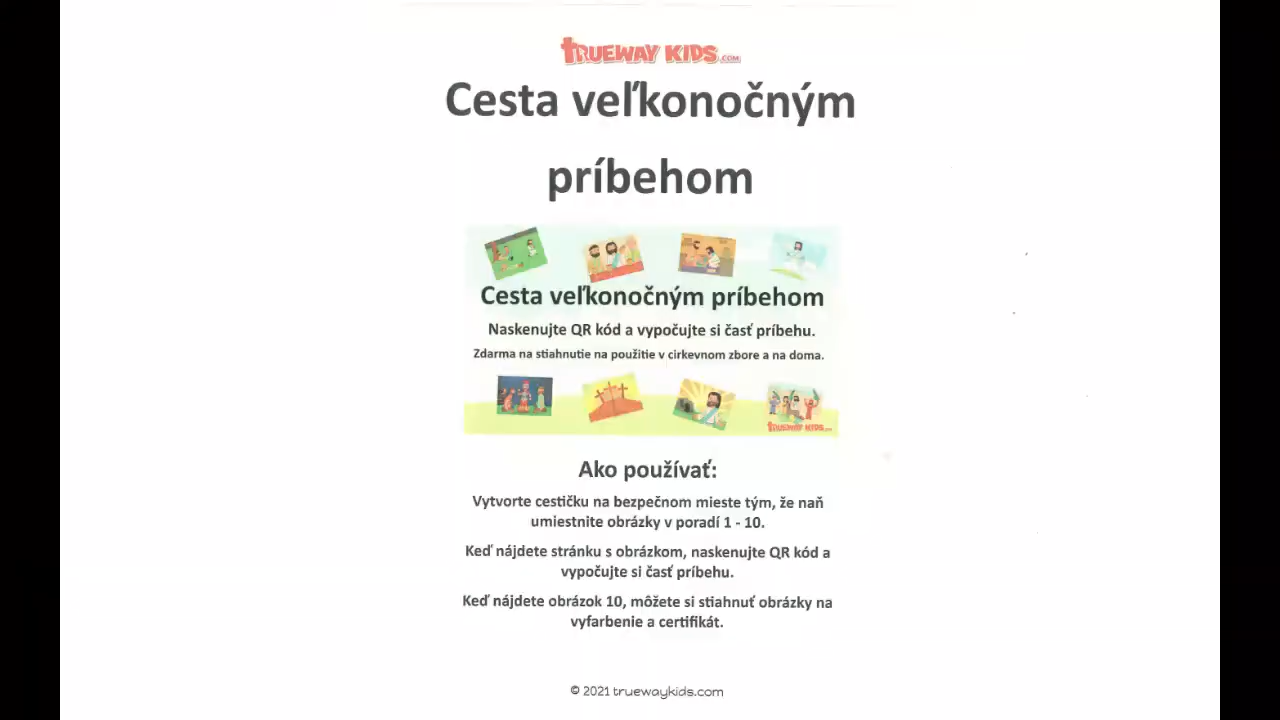 TRUEWAY KIDS.COM
Cesta veľkonočným
príbehom
Cesta veľkonočným príbehom
Naskenujte QR kód a vypočujte si časť príbehu.
Zdarma na stiahnutie na použitie v cirkevnom zbore a na doma.
TRUEWAY KIDS.COM
Ako používať:
Vytvorte cestičku na bezpečnom mieste tým, že naň
umiestnite obrázky v poradí 1 - 10.
Keď nájdete stránku s obrázkom, naskenujte QR kód a
vypočujte si časť príbehu.
Keď nájdete obrázok 10, môžete si stiahnuť obrázky na
vyfarbenie a certifikát.
© 2021 truewaykids.com